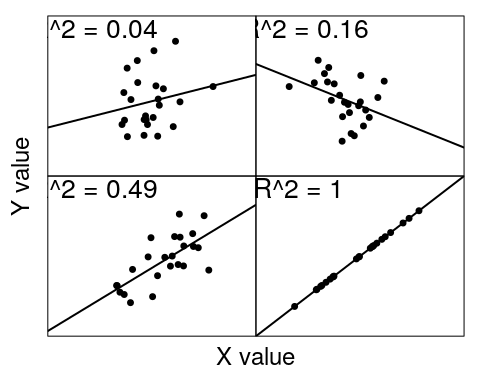 ^2 = 0.04
R^2 = 0.16
^2 = 0.49
R^2 = 1
Y value
X value